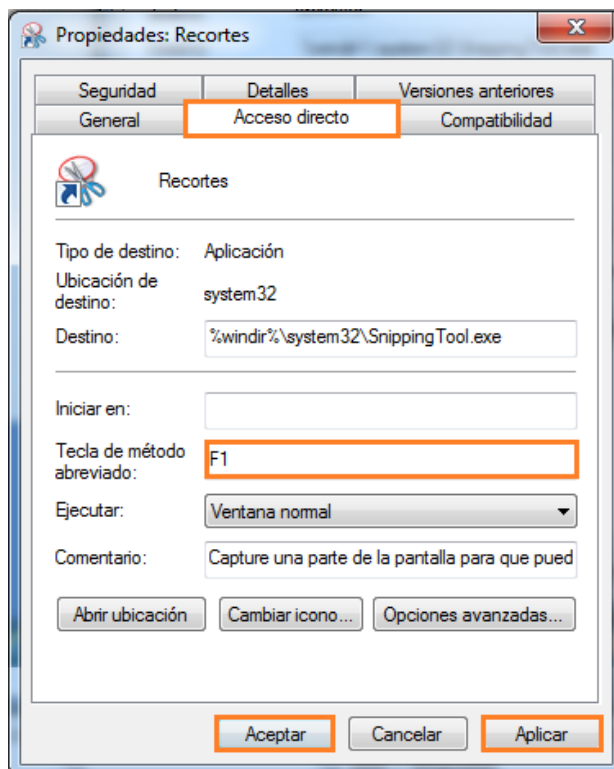 Propiedades: Recortes
Seguridad Detalles Versiones anteriores
General Acceso directo Compatibilidad
Recortes
Tipo de destino: Aplicación
Ubicación de
destino: system32
Destino: %windir%\system32\SnippingTool.exe
Iniciar en:
Tecla de método
abreviado: F1
Ejecutar: Ventana normal
Comentario: Capture una parte de la pantalla para que pued
Abrir ubicación Cambiar icono... Opciones avanzadas...
Aceptar Cancelar Aplicar